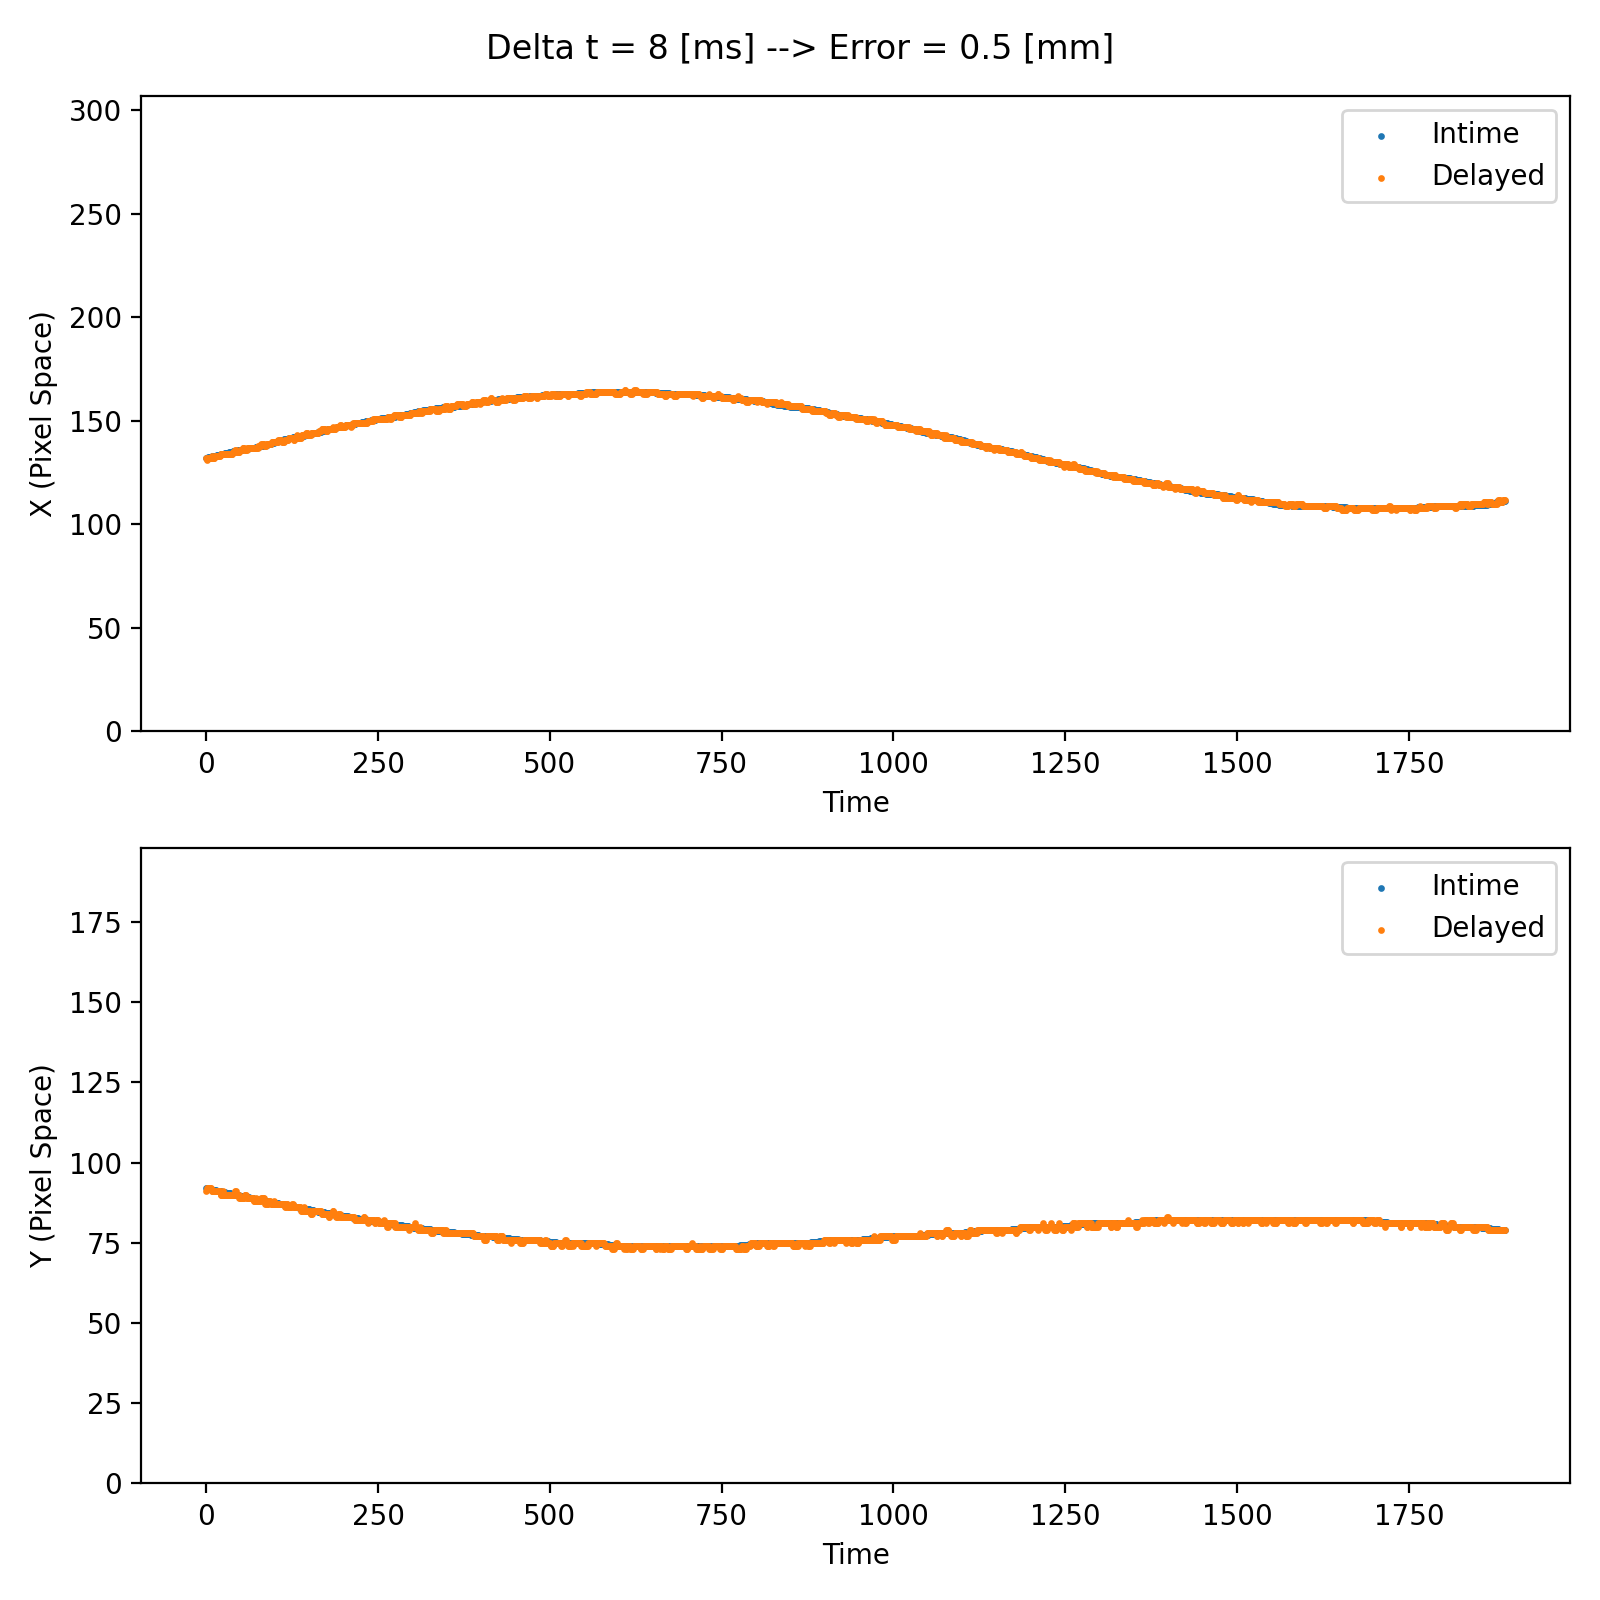 Delta t = 8 [ms] --> Error = 0.5 [mm]
300
250
200
150
100
50
0
X (Pixel Space)
Intime
Delayed
0 250 500 750 1000 1250 1500 1750
Time
175
150
125
100
75
50
25
0
Y (Pixel Space)
Intime
Delayed
0 250 500 750 1000 1250 1500 1750
Time